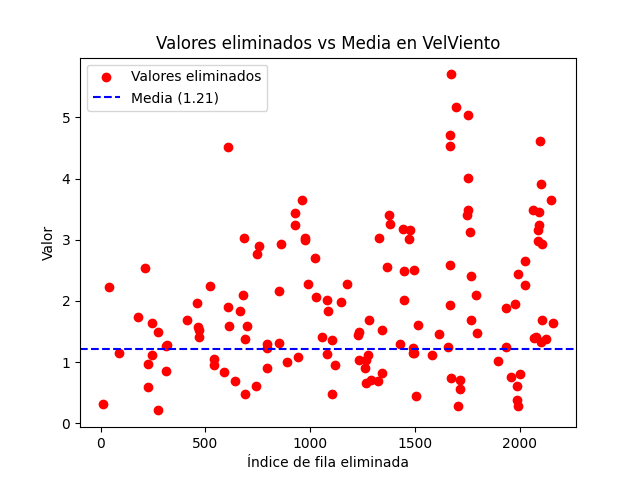 Valores eliminados vs Media en VelViento
Valores eliminados
Media (1.21)
5
4
3
2
1
0
Valor
0 500 1000 1500 2000
Índice de fila eliminada